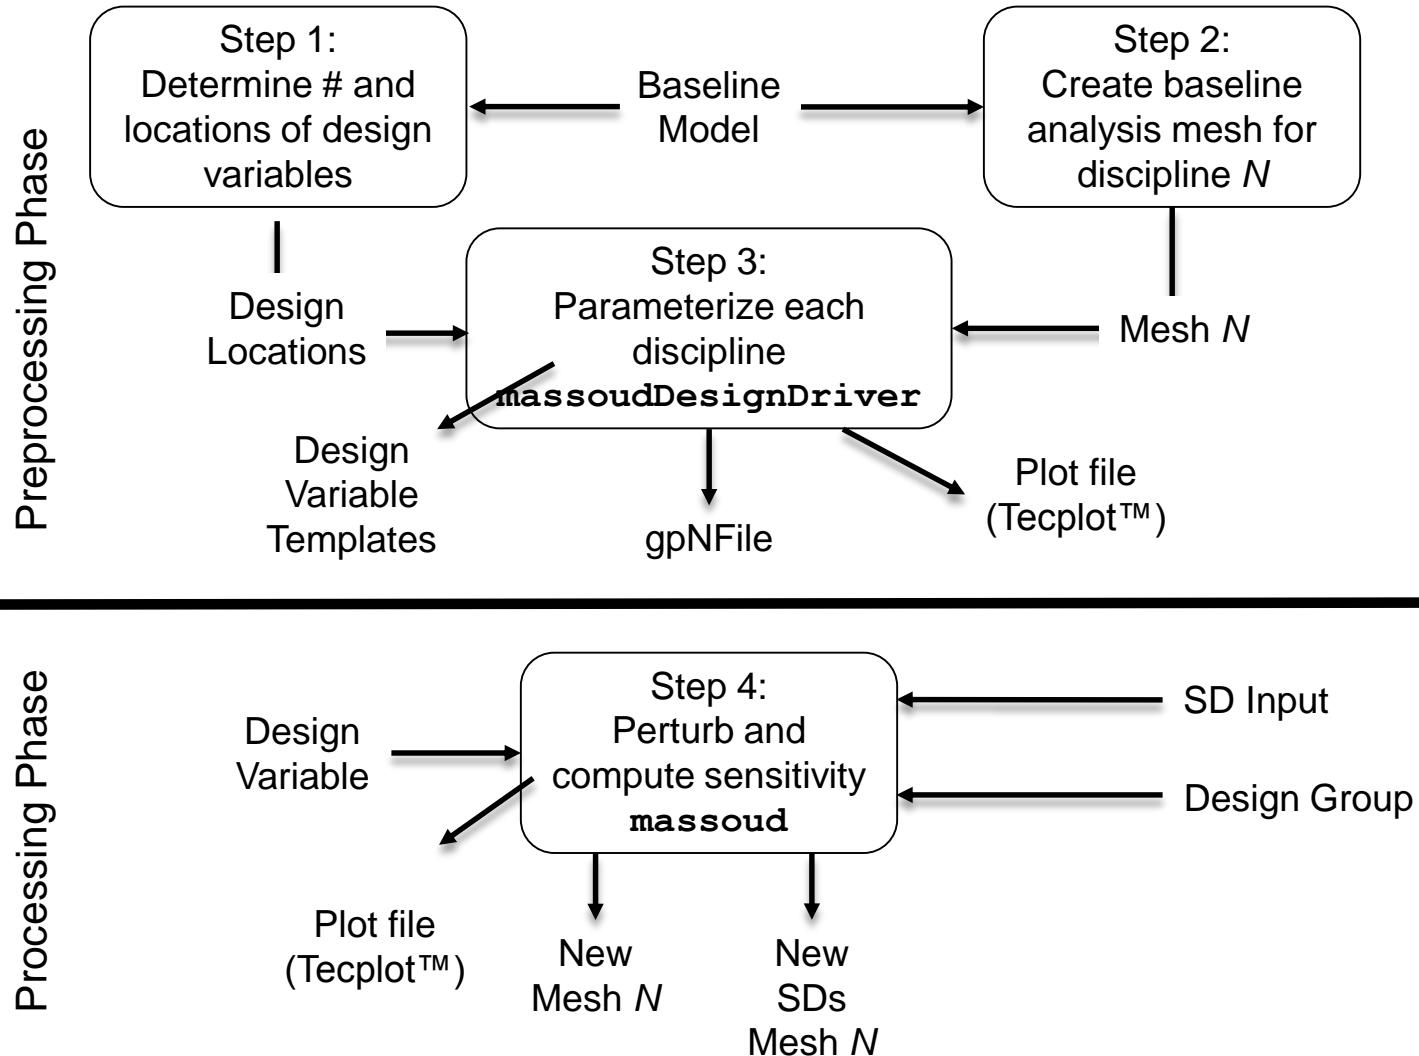 Preprocessing Phase
Step 1:
Determine # and
locations of design
variables
Baseline
Model
Step 2:
Create baseline
analysis mesh for
discipline N
Design
Locations
Step 3:
Parameterize each
discipline
massoudDesignDriver
Mesh N
Design
Variable
Templates
gpNFile
Plot file
(Tecplot™)
Processing Phase
Design
Variable
Step 4:
Perturb and
compute sensitivity
massoud
SD Input
Design Group
Plot file
(Tecplot™)
New
Mesh N
New
SDs
Mesh N